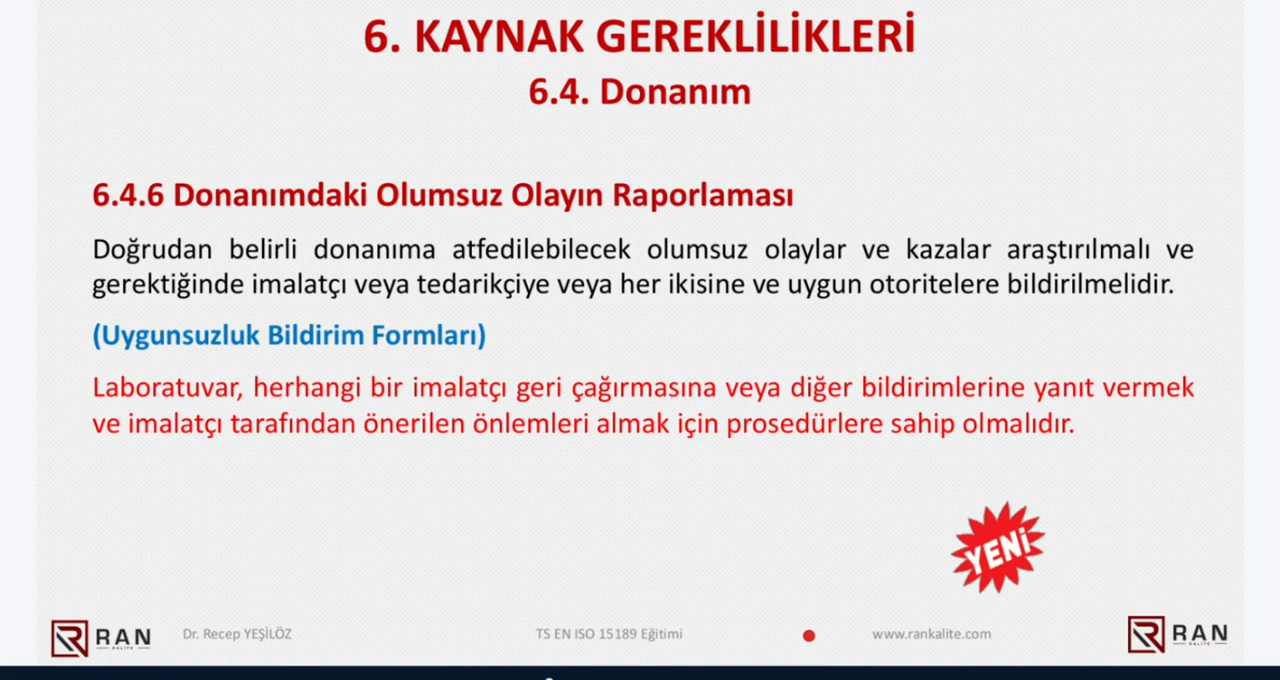 6. KAYNAK GEREKLİLİKLERİ
6.4. Donanım
6.4.6 Donanımdaki Olumsuz Olayın Raporlaması
Doğrudan belirli donanıma atfedilebilecek olumsuz olaylar ve kazalar araştırılmalı ve
gerektiğinde imalatçı veya tedarikçiye veya her ikisine ve uygun otoritelere bildirilmelidir.
(Uygunsuzluk Bildirim Formları)
Laboratuvar, herhangi bir imalatçı geri çağırmasına veya diğer bildirimlerine yanıt vermek
ve imalatçı tarafından önerilen önlemleri almak için prosedürlere sahip olmalıdır.
YENİ
RAN
KALİTE
Dr. Recep YEŞİLÖZ
TS EN ISO 15189 Eğitimi
www.rankalite.com
RAN
KALİTE